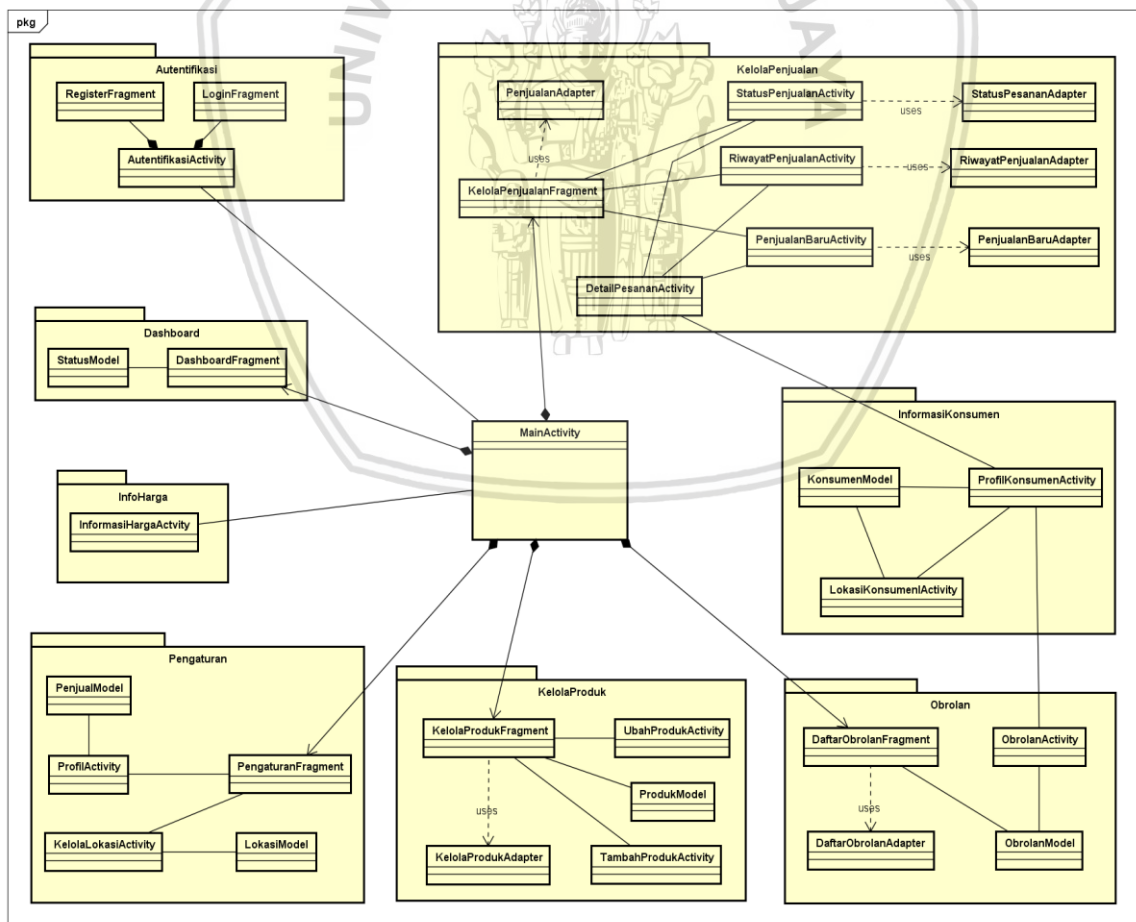 pkg
UNIV
JAYA
Autentifikasi
RegisterFragment
LoginFragment
AutentifikasiActivity
KelolaPenjualan
PenjualanAdapter
StatusPenjualanActivity
uses
StatusPesananAdapter
uses
RiwayatPenjualanActivity
uses
RiwayatPenjualanAdapter
KelolaPenjualanFragment
PenjualanBaruActivity
uses
PenjualanBaruAdapter
DetailPesananActivity
Dashboard
StatusModel
DashboardFragment
MainActivity
InfoHarga
InformasiHargaActvity
InformasiKonsumen
KonsumenModel
ProfilKonsumenActivity
LokasiKonsumenlActivity
Pengaturan
PenjualModel
ProfilActivity
PengaturanFragment
KelolaLokasiActivity
LokasiModel
KelolaProduk
KelolaProdukFragment
UbahProdukActivity
ProdukModel
uses
KelolaProdukAdapter
TambahProdukActivity
Obrolan
DaftarObrolanFragment
ObrolanActivity
uses
DaftarObrolanAdapter
ObrolanModel